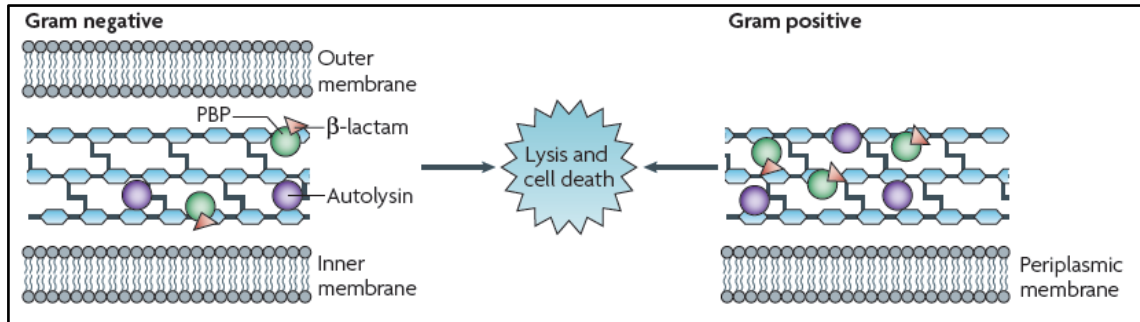 Gram negative
Gram positive
Outer
membrane
PBP
β-lactam
Lysis and
cell death
Autolysin
Inner
membrane
Periplasmic
membrane